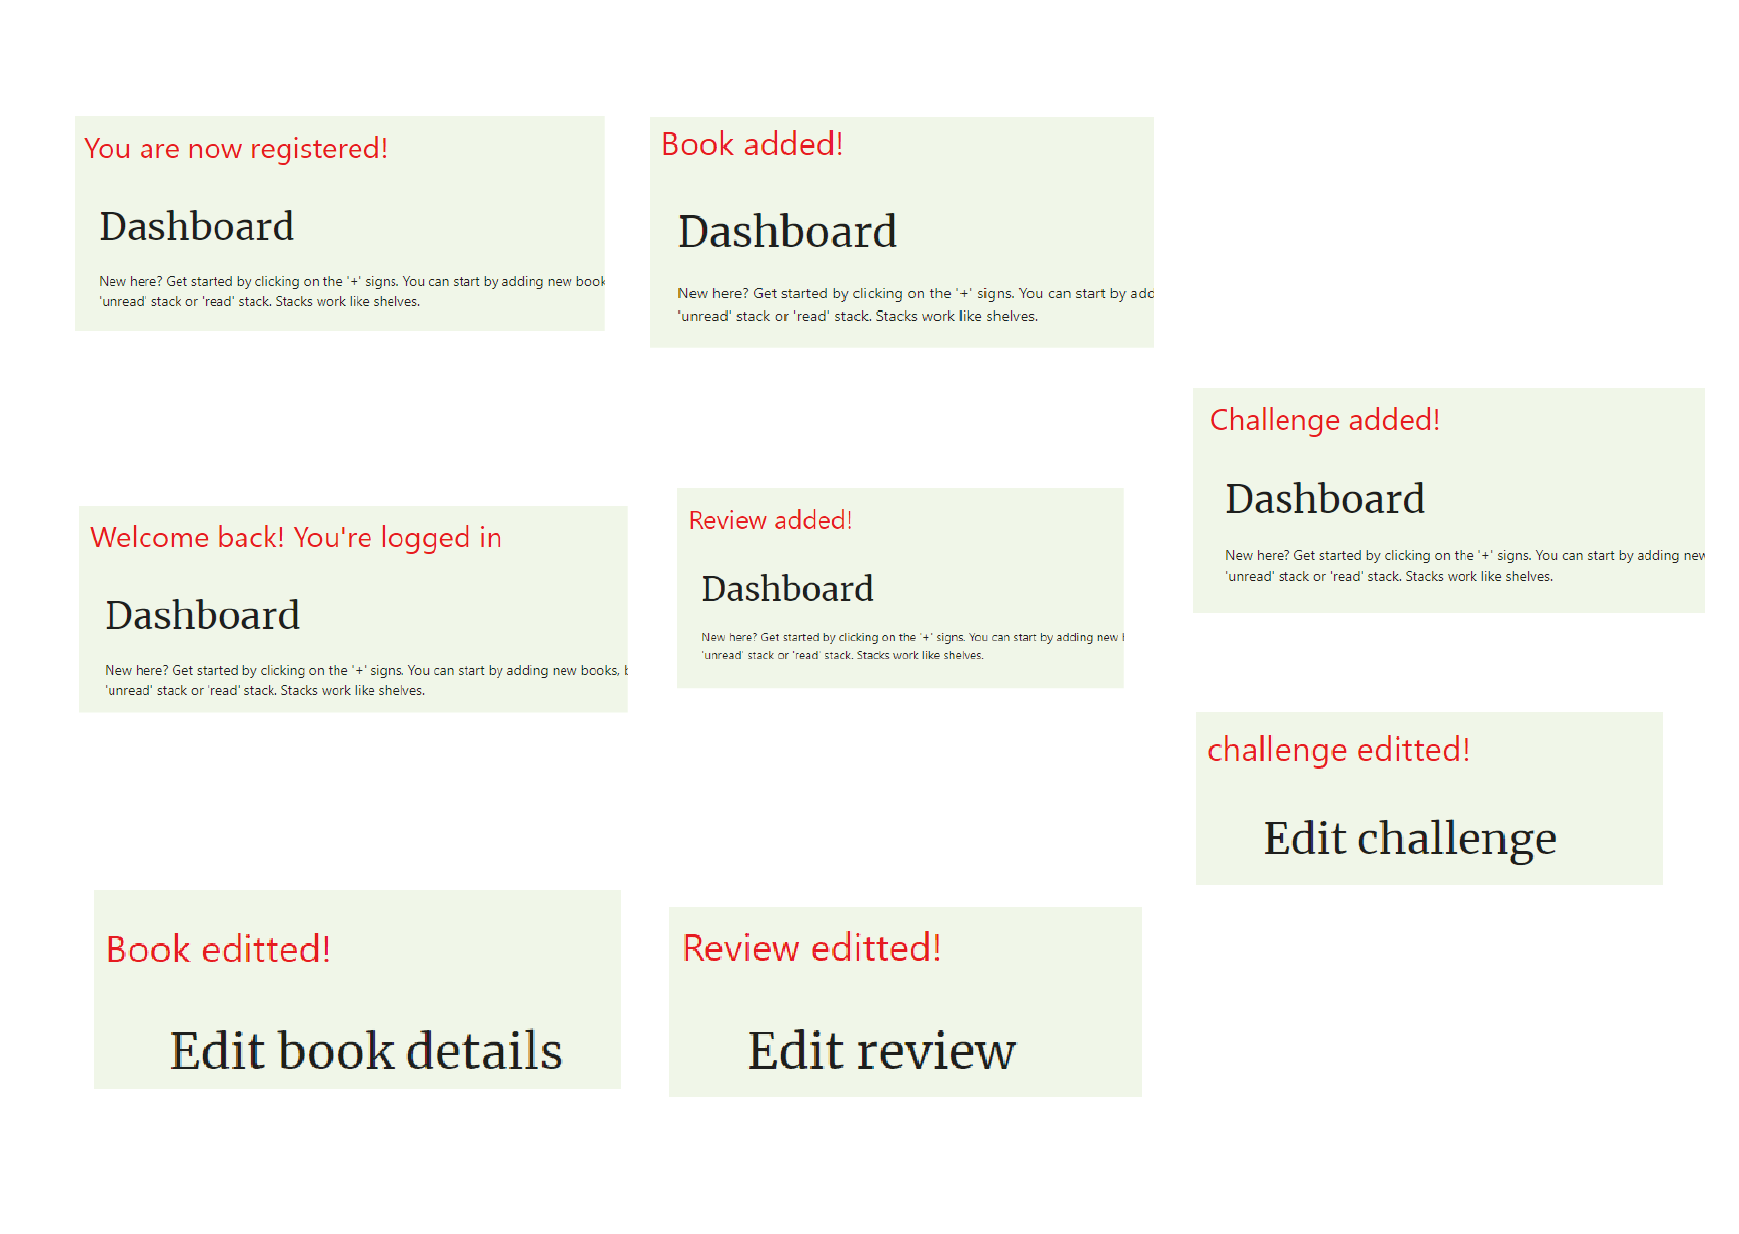 You are now registered!
Dashboard
New here? Get started by clicking on the '+' signs. You can start by adding new book
'unread' stack or 'read' stack. Stacks work like shelves.
Book added!
Dashboard
New here? Get started by clicking on the '+' signs. You can start by add
'unread' stack or 'read' stack. Stacks work like shelves.
Challenge added!
Dashboard
New here? Get started by clicking on the '+' signs. You can start by adding new
'unread' stack or 'read' stack. Stacks work like shelves.
Welcome back! You're logged in
Dashboard
New here? Get started by clicking on the '+' signs. You can start by adding new books,
'unread' stack or 'read' stack. Stacks work like shelves.
Review added!
Dashboard
New here? Get started by clicking on the '+' signs. You can start by adding new
'unread' stack or 'read' stack. Stacks work like shelves.
challenge editted!
Edit challenge
Book editted!
Edit book details
Review editted!
Edit review